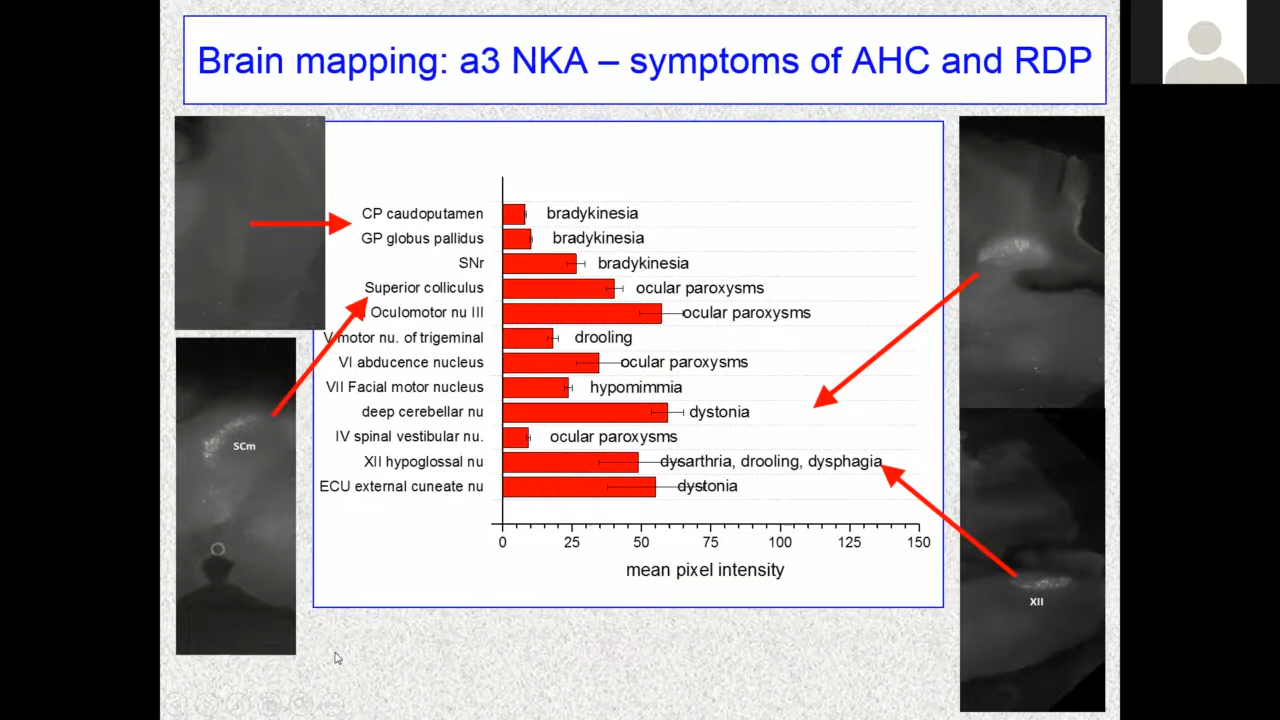 Brain mapping: a3 NKA – symptoms of AHC and RDP
CP caudoputamen bradykinesia
GP globus pallidus bradykinesia
SNr bradykinesia
Superior colliculus ocular paroxysms
Oculomotor nu III ocular paroxysms
V motor nu. of trigeminal drooling
VI abducence nucleus ocular paroxysms
VII Facial motor nucleus hypomimmia
deep cerebellar nu dystonia
IV spinal vestibular nu. ocular paroxysms
XII hypoglossal nu dysarthria, drooling, dysphagia
ECU external cuneate nu dystonia
0 25 50 75 100 125 150
mean pixel intensity
SCm
XII